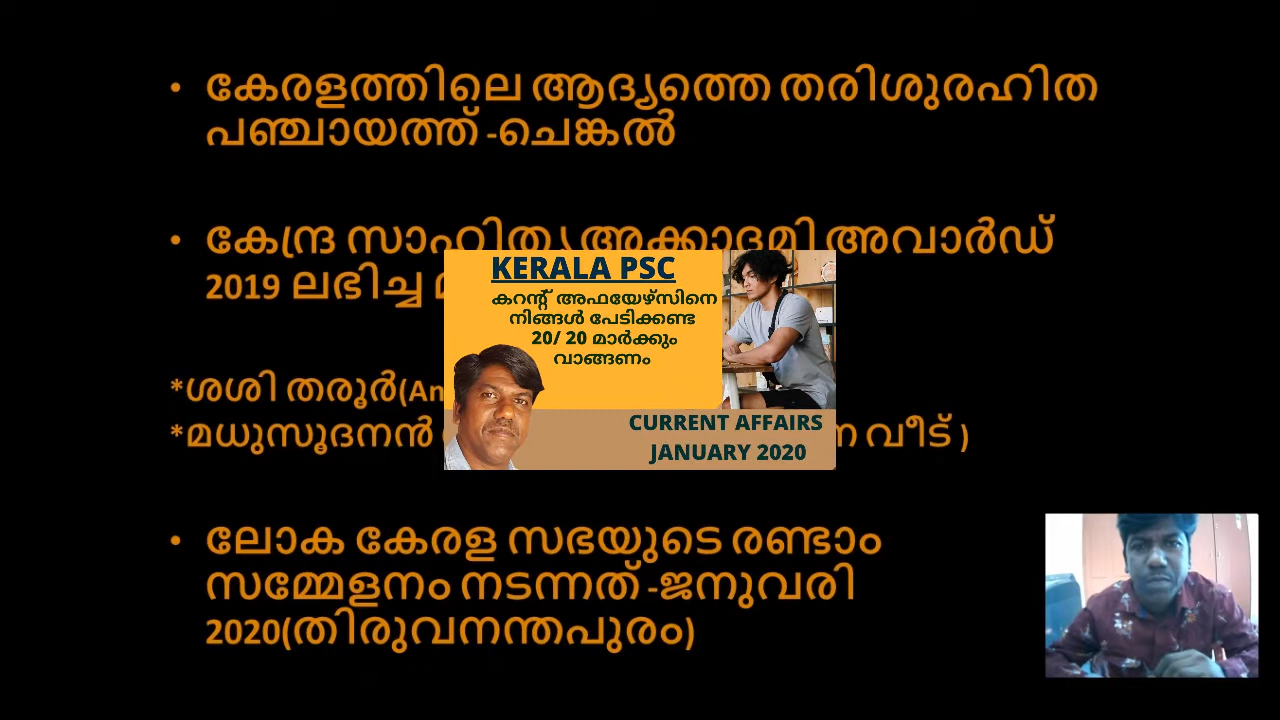 • കേരളത്തിലെ ആദ്യത്തെ തരിശുരഹിത
പഞ്ചായത്ത് -ചെങ്കൽ
• കേന്ദ്ര സാഹിത്യ അക്കാദമി അവാർഡ്
2019 ലഭിച്ച
*ശശി തരൂർ(An
*മധുസൂദനൻ
വീട് )
KERALA PSC
കറന്റ് അഫയേഴ്സിനെ
നിങ്ങൾ പേടിക്കണ്ട
20/ 20 മാർക്കും
വാങ്ങണം
CURRENT AFFAIRS
JANUARY 2020
• ലോക കേരള സഭയുടെ രണ്ടാം
സമ്മേളനം നടന്നത് -ജനുവരി
2020(തിരുവനന്തപുരം)